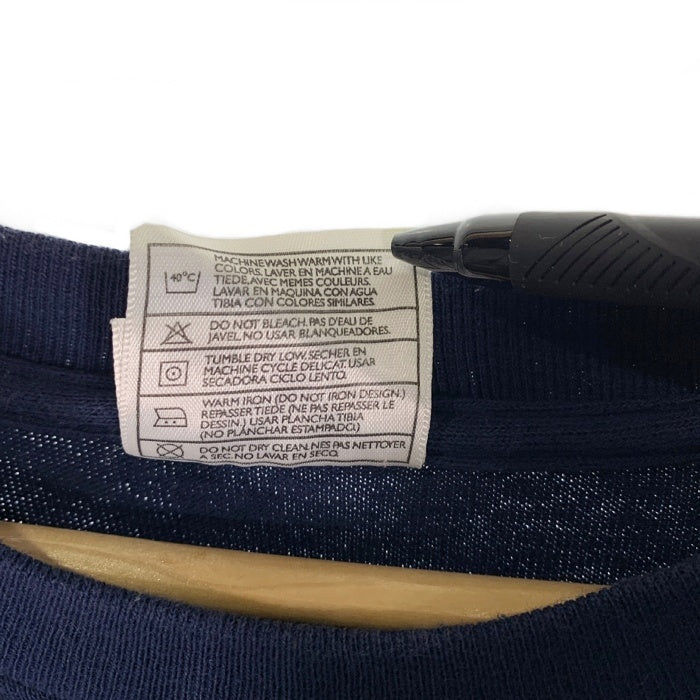 40°C
MACHINE WASH WARM WITH LIKE
COLORS. LAVER EN MACHINE A EAU
TIEDE, AVEC MEMES COULEURS.
LAVAR EN MAQUINA CON AGUA
TIBIA CON COLORES SIMILARES.
DO NOT BLEACH. PAS D'EAU DE
JAVEL. NO USAR BLANQUEADORES.
TUMBLE DRY LOW. SECHER EN
MACHINE CYCLE DELICAT. USAR
SECADORA CICLO LENTO.
WARM IRON (DO NOT IRON DESIGN.)
REPASSER TIEDE (NE PAS REPASSER LE
DESSIN.) USAR PLANCHA TIBIA
(NO PLANCHAR ESTAMPADO.)
DO NOT DRY CLEAN. NES PAS NETTOYER
A SEC. NO LAVAR EN SECO.